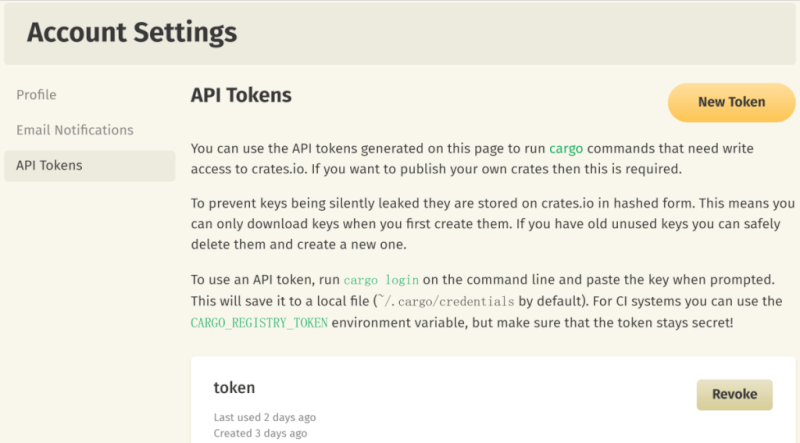 Account Settings
Profile
Email Notifications
API Tokens
API Tokens
New Token
You can use the API tokens generated on this page to run cargo commands that need write
access to crates.io. If you want to publish your own crates then this is required.
To prevent keys being silently leaked they are stored on crates.io in hashed form. This means you
can only download keys when you first create them. If you have old unused keys you can safely
delete them and create a new one.
To use an API token, run cargo login on the command line and paste the key when prompted.
This will save it to a local file (~/.cargo/credentials by default). For CI systems you can use the
CARGO_REGISTRY_TOKEN environment variable, but make sure that the token stays secret!
token
Revoke
Last used 2 days ago
Created 3 days ago